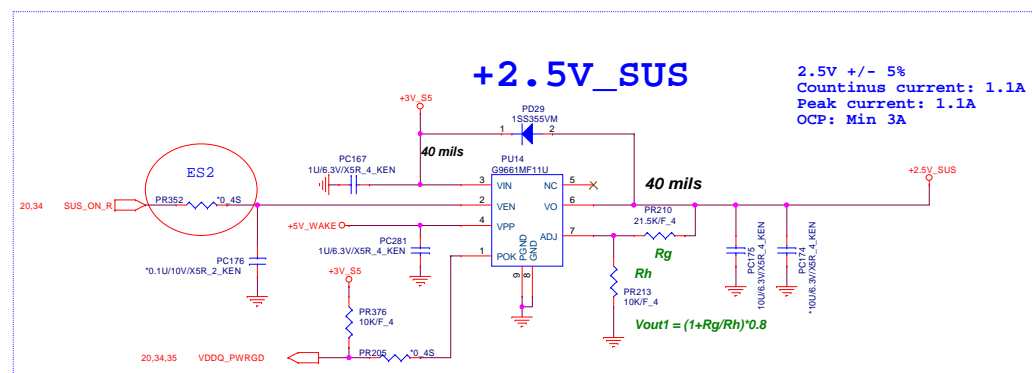 +2.5V_SUS
2.5V +/- 5%
Countinus current: 1.1A
Peak current: 1.1A
OCP: Min 3A
+3V_S5
PD29
1SS355VM
1
2
40 mils
PU14
G9661MF11U
PC167
1U/6.3V/X5R_4_KEN
ES2
3
VIN
NC
5
40 mils
+2.5V_SUS
20,34
SUS_ON_R
PR352
*0_4S
2
VEN
VO
6
PR210
21.5K/F_4
+5V_WAKE
4
VPP
ADJ
7
PC281
1U/6.3V/X5R_4_KEN
Rg
PC175
10U/6.3V/X5R_4_KEN
PC174
*10U/6.3V/X5R_4_KEN
PC176
*0.1U/10V/X5R_2_KEN
1
POK
PGND
GND
9
8
Rh
+3V_S5
PR213
10K/F_4
PR376
10K/F_4
Vout1 = (1+Rg/Rh)*0.8
20,34,35
VDDQ_PWRGD
PR205
*0_4S